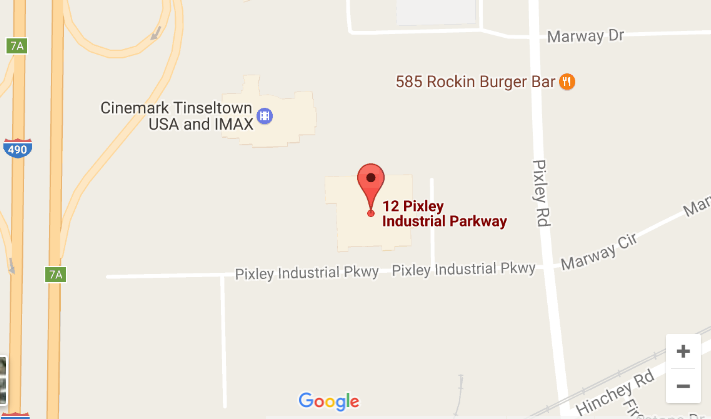 7A
Marway Dr
585 Rockin Burger Bar
Cinemark Tinseltown
USA and IMAX
490
Pixley Rd
12 Pixley
Industrial Parkway
Marway Cir
7A
Pixley Industrial Pkwy
Pixley Industrial Pkwy
+
−
Hinchey Rd
Google